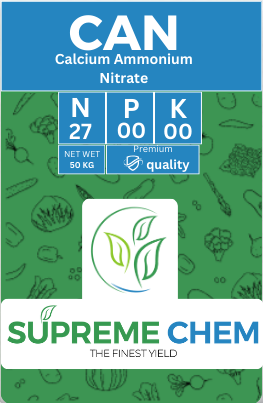 CAN
Calcium Ammonium
Nitrate
N P K
27 00 00
NET WET
50 KG
Premium
quality
SUPREME CHEM
THE FINEST YIELD